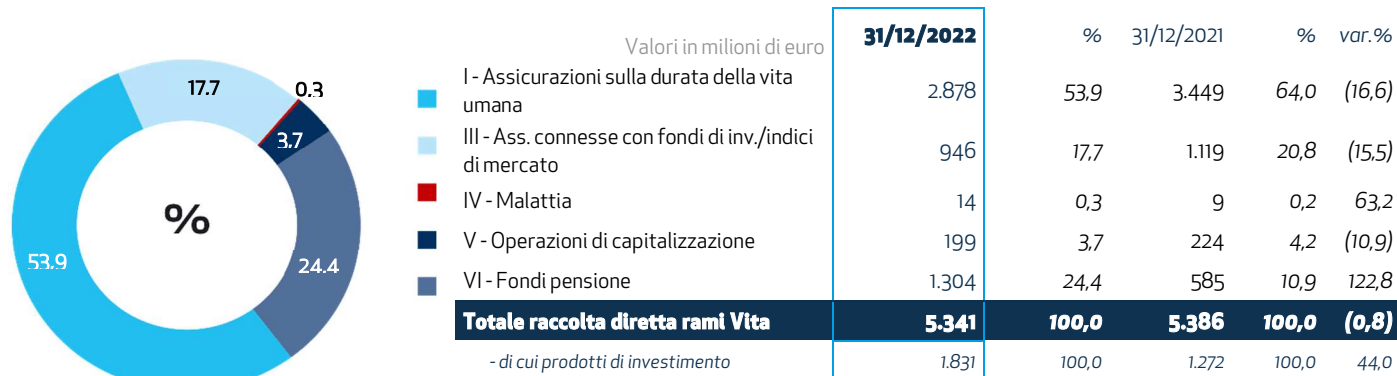 Valori in milioni di euro 31/12/2022 % 31/12/2021 % var.%
I - Assicurazioni sulla durata della vita
umana 2.878 53,9 3.449 64,0 (16,6)
III - Ass. connesse con fondi di inv./indici
di mercato 946 17,7 1.119 20,8 (15,5)
IV - Malattia 14 0,3 9 0,2 63,2
V - Operazioni di capitalizzazione 199 3,7 224 4,2 (10,9)
VI - Fondi pensione 1.304 24,4 585 10,9 122,8
Totale raccolta diretta rami Vita 5.341 100,0 5.386 100,0 (0,8)
- di cui prodotti di investimento 1.831 100,0 1.272 100,0 44,0
17,7
0,3
3,7
%
53,9
24,4